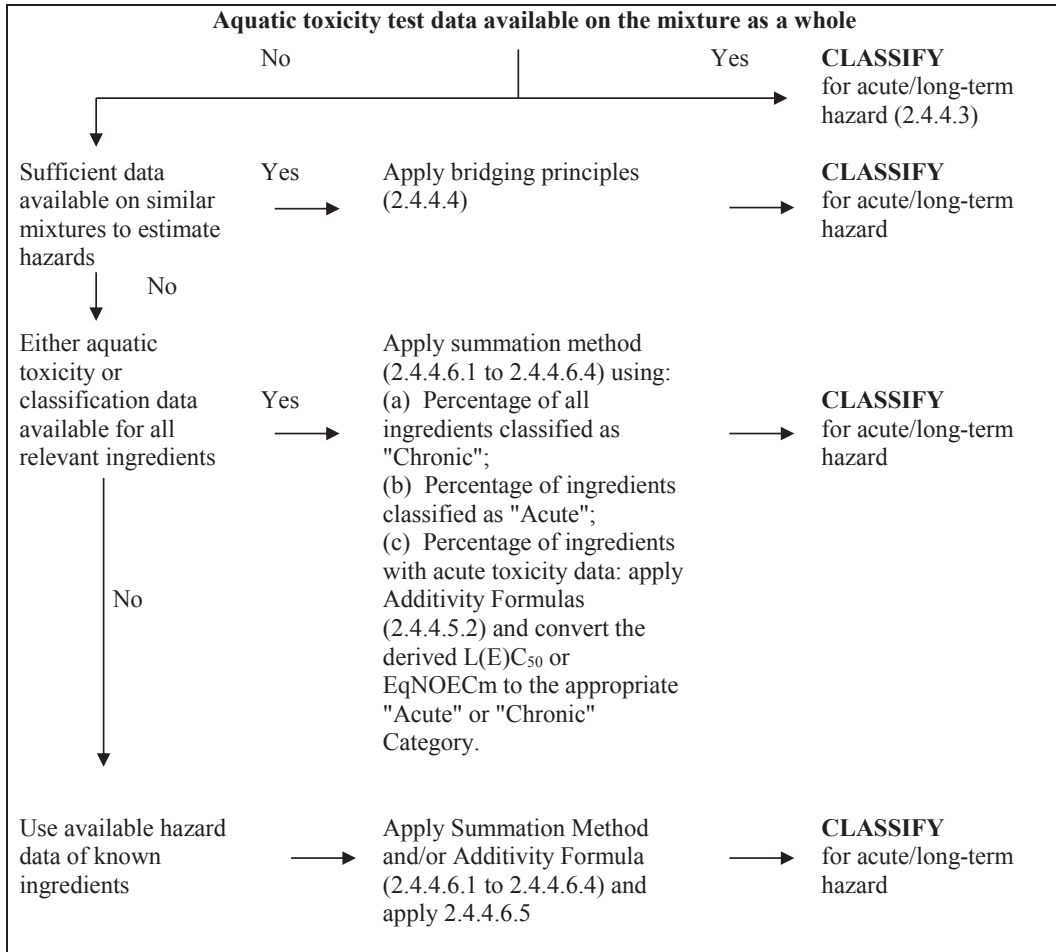 Aquatic toxicity test data available on the mixture as a whole
No
Yes
CLASSIFY
for acute/long-term
hazard (2.4.4.3)
Sufficient data
available on similar
mixtures to estimate
hazards
Yes
Apply bridging principles
(2.4.4.4)
CLASSIFY
for acute/long-term
hazard
No
Either aquatic
toxicity or
classification data
available for all
relevant ingredients
Yes
Apply summation method
(2.4.4.6.1 to 2.4.4.6.4) using:
(a) Percentage of all
ingredients classified as
"Chronic";
(b) Percentage of ingredients
classified as "Acute";
(c) Percentage of ingredients
with acute toxicity data: apply
Additivity Formulas
(2.4.4.5.2) and convert the
derived L(E)C₅₀ or
EqNOECm to the appropriate
"Acute" or "Chronic"
Category.
CLASSIFY
for acute/long-term
hazard
No
Use available hazard
data of known
ingredients
Apply Summation Method
and/or Additivity Formula
(2.4.4.6.1 to 2.4.4.6.4) and
apply 2.4.4.6.5
CLASSIFY
for acute/long-term
hazard